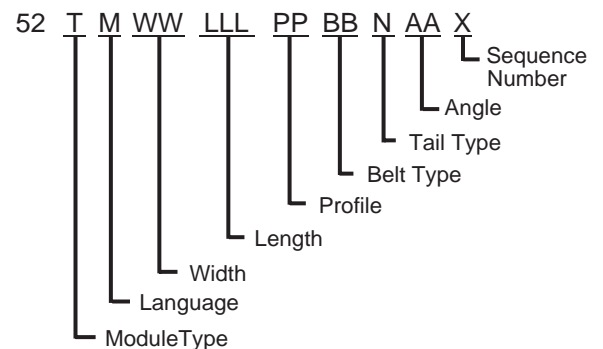 52 T M WW LLL PP BB N AA X
Sequence
Number
Angle
Tail Type
Belt Type
Profile
Length
Width
Language
ModuleType